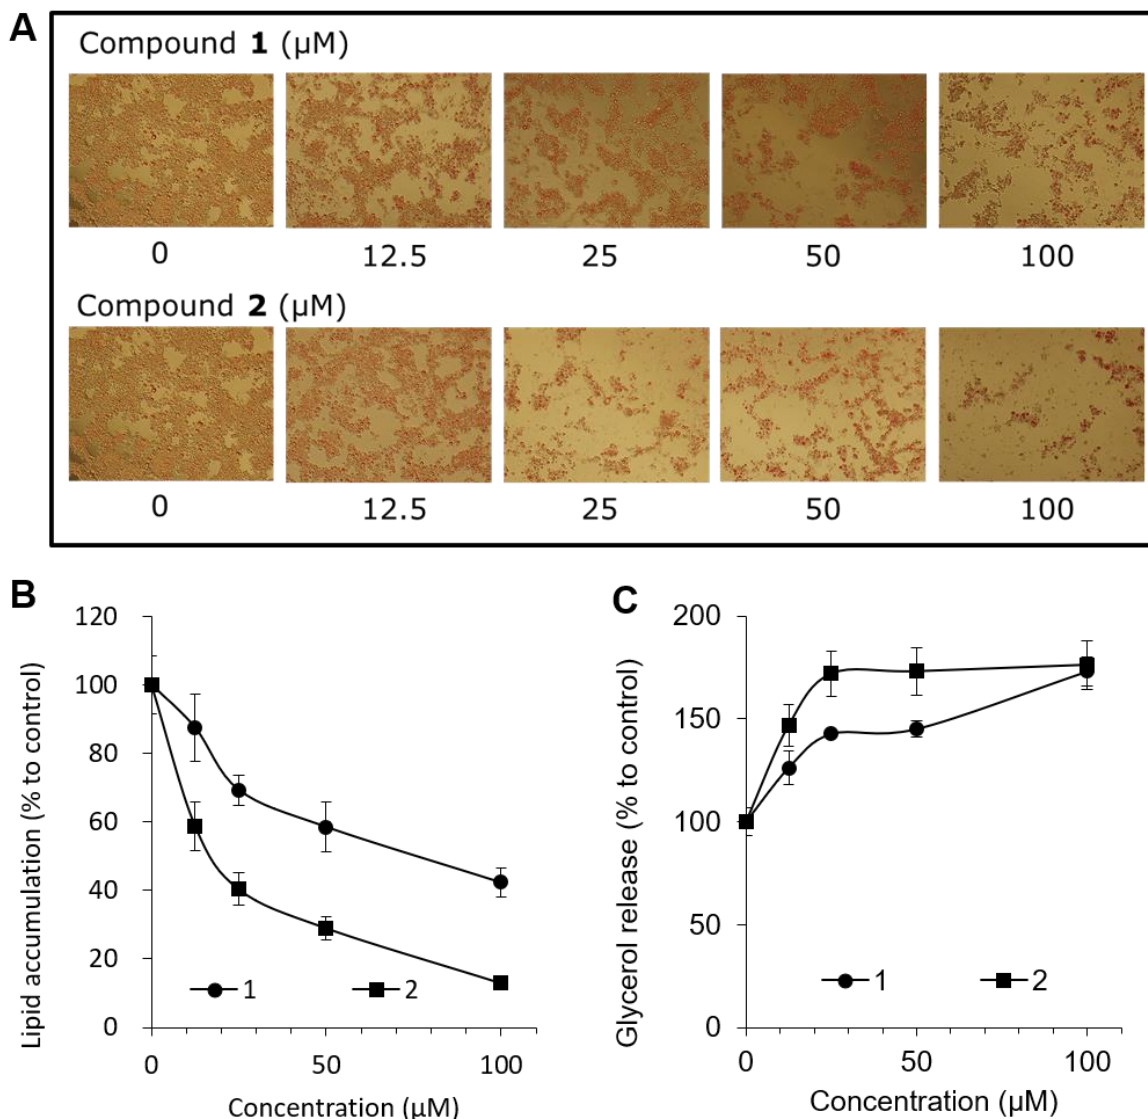 A
Compound 1 (μM)
0 12.5 25 50 100
Compound 2 (μM)
0 12.5 25 50 100
B
120
100
80
60
40
20
0
0 50 100
Lipid accumulation (% to control)
Concentration (μM)
1 2
C
200
150
100
50
0
0 50 100
Glycerol release (% to control)
Concentration (μM)
1 2